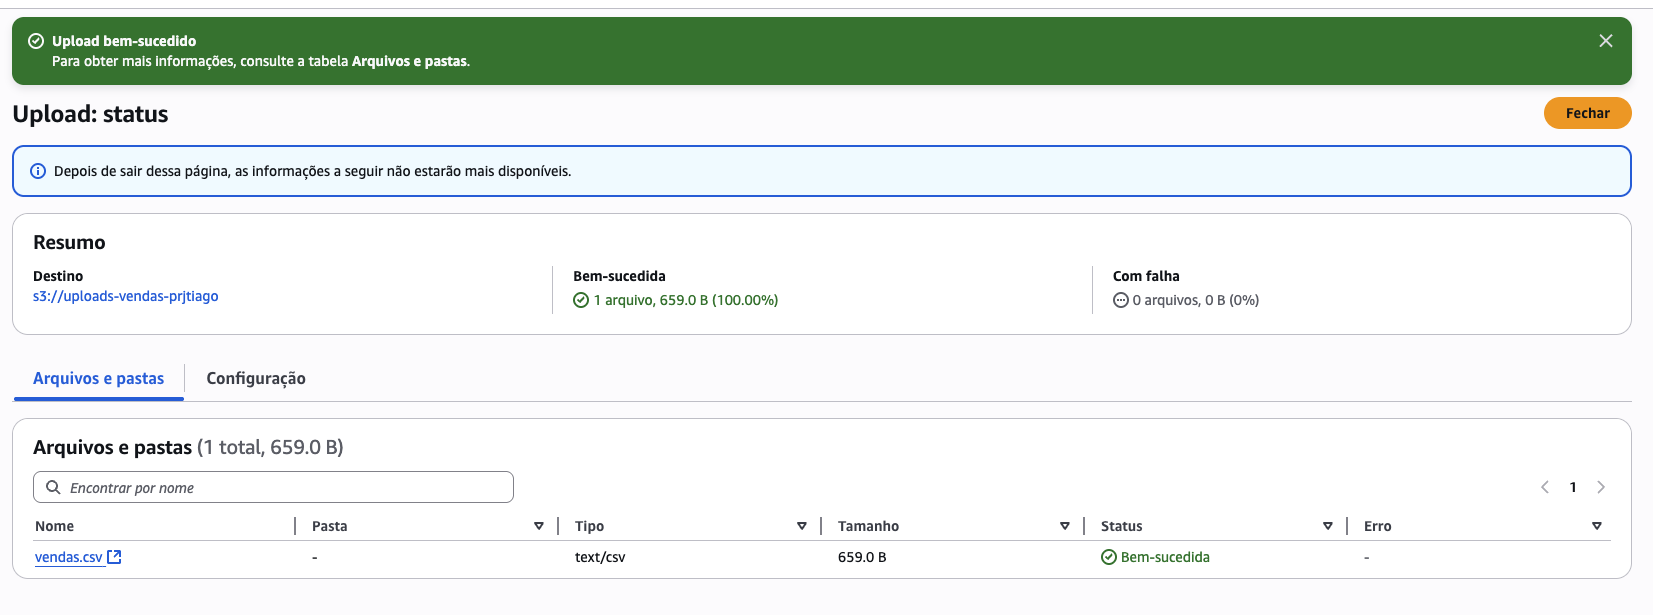 Upload bem-sucedido
Para obter mais informações, consulte a tabela Arquivos e pastas.
Upload: status
Fechar
Depois de sair dessa página, as informações a seguir não estarão mais disponíveis.
Resumo
Destino
s3://uploads-vendas-prjtiago
Bem-sucedida
1 arquivo, 659.0 B (100.00%)
Com falha
0 arquivos, 0 B (0%)
Arquivos e pastas
Configuração
Arquivos e pastas (1 total, 659.0 B)
Encontrar por nome
1
Nome Pasta Tipo Tamanho Status Erro
vendas.csv - text/csv 659.0 B Bem-sucedida -